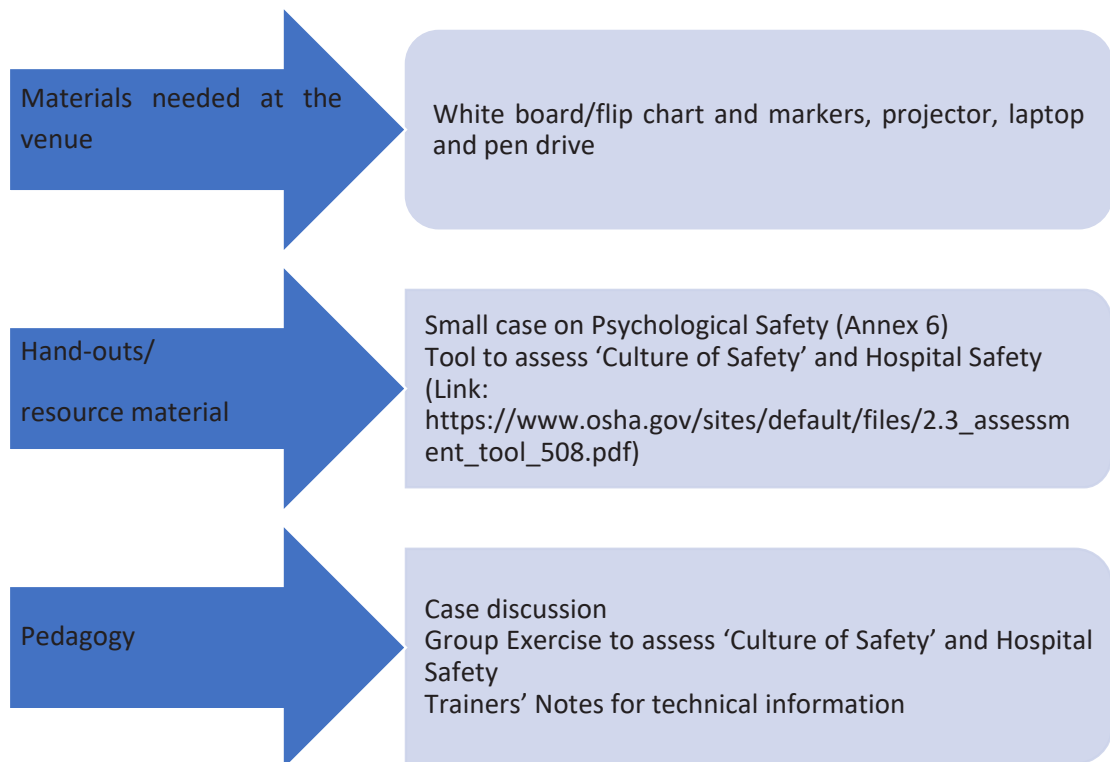 Materials needed at the
venue
White board/flip chart and markers, projector, laptop
and pen drive
Hand-outs/
resource material
Small case on Psychological Safety (Annex 6)
Tool to assess ‘Culture of Safety’ and Hospital Safety
(Link:
https://www.osha.gov/sites/default/files/2.3_assessm
ent_tool_508.pdf)
Pedagogy
Case discussion
Group Exercise to assess ‘Culture of Safety’ and Hospital
Safety
Trainers’ Notes for technical information